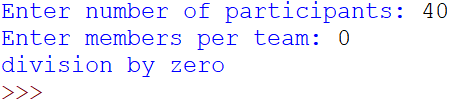 Enter number of participants: 40
Enter members per team: 0
division by zero
>>>